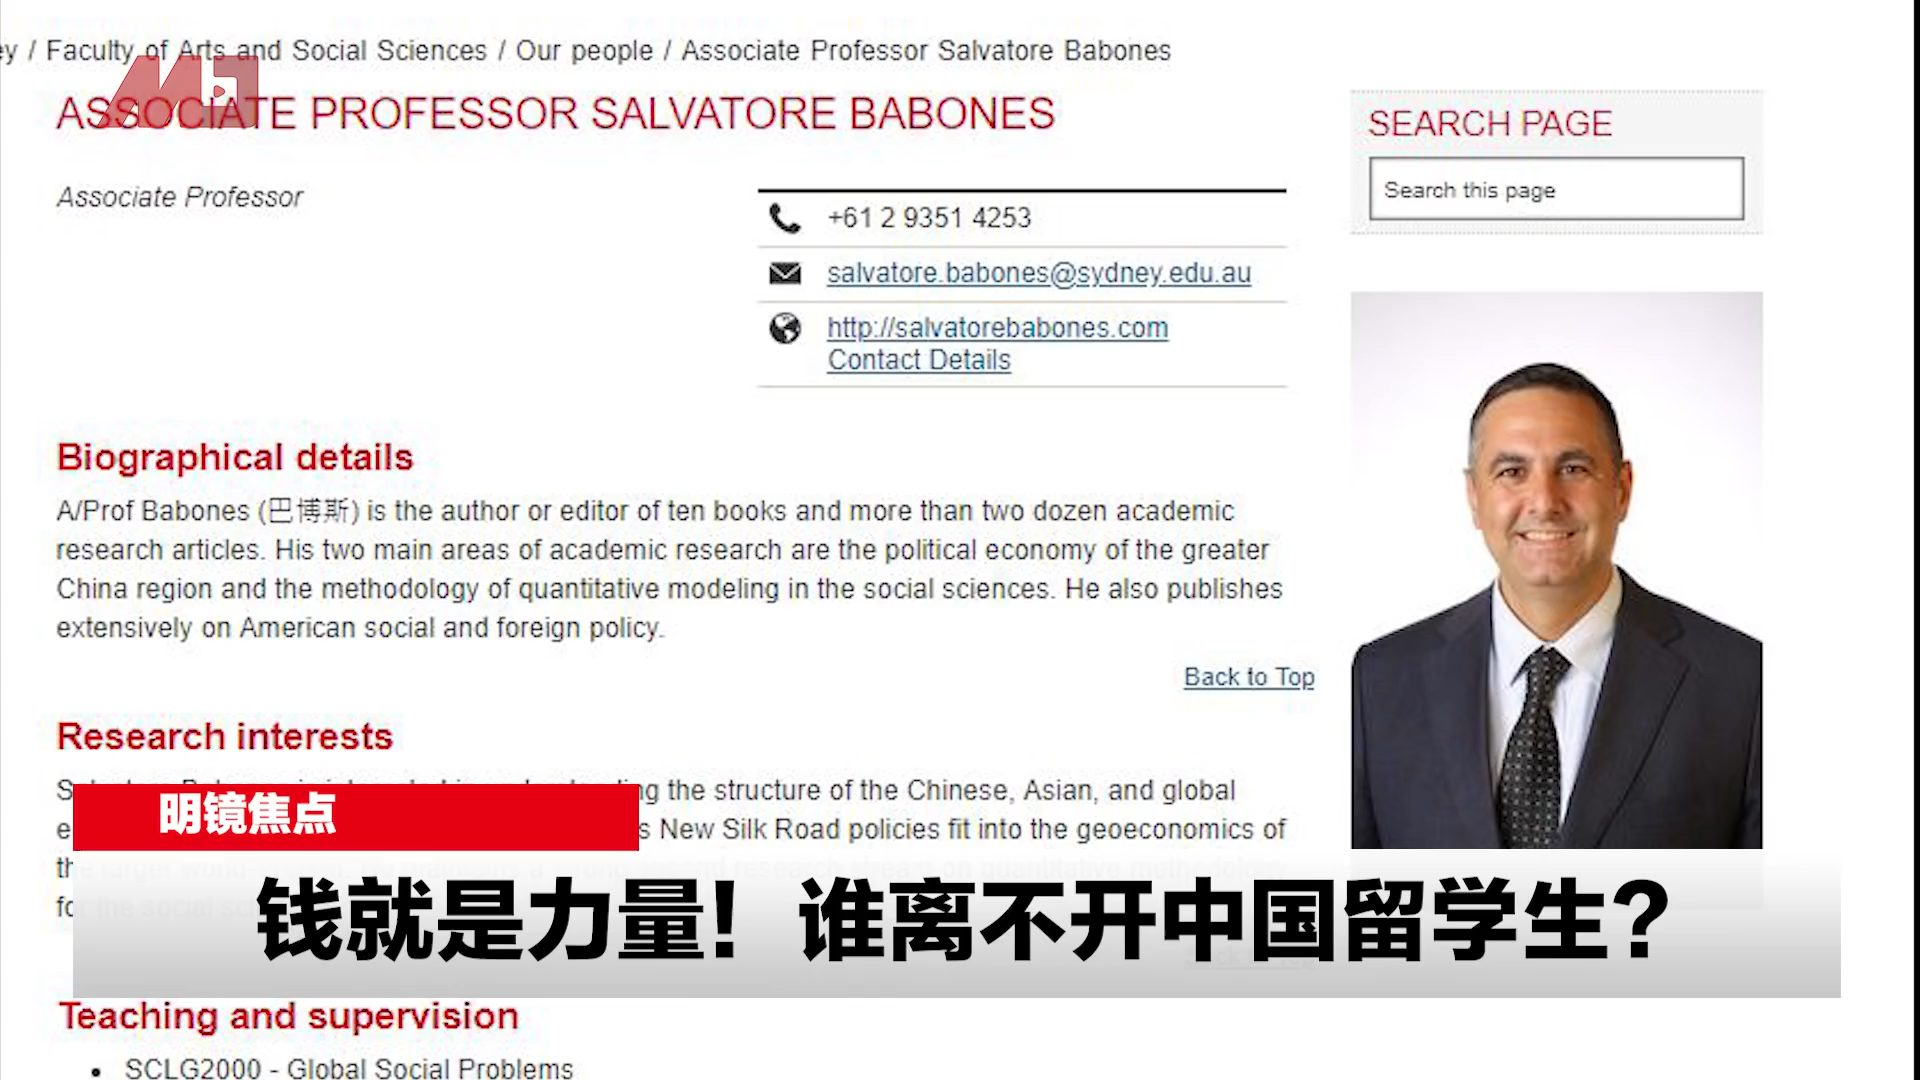 ey / Faculty of Arts and Social Sciences / Our people / Associate Professor Salvatore Babones
ASSOCIATE PROFESSOR SALVATORE BABONES
SEARCH PAGE
Search this page
Associate Professor
+61 2 9351 4253
salvatore.babones@sydney.edu.au
http://salvatorebabones.com
Contact Details
Biographical details
A/Prof Babones (巴博斯) is the author or editor of ten books and more than two dozen academic
research articles. His two main areas of academic research are the political economy of the greater
China region and the methodology of quantitative modeling in the social sciences. He also publishes
extensively on American social and foreign policy.
Back to Top
Research interests
the structure of the Chinese, Asian, and global
New Silk Road policies fit into the geoeconomics of
明镜焦点
钱就是力量!谁离不开中国留学生?
Teaching and supervision
• SCLG2000 - Global Social Problems